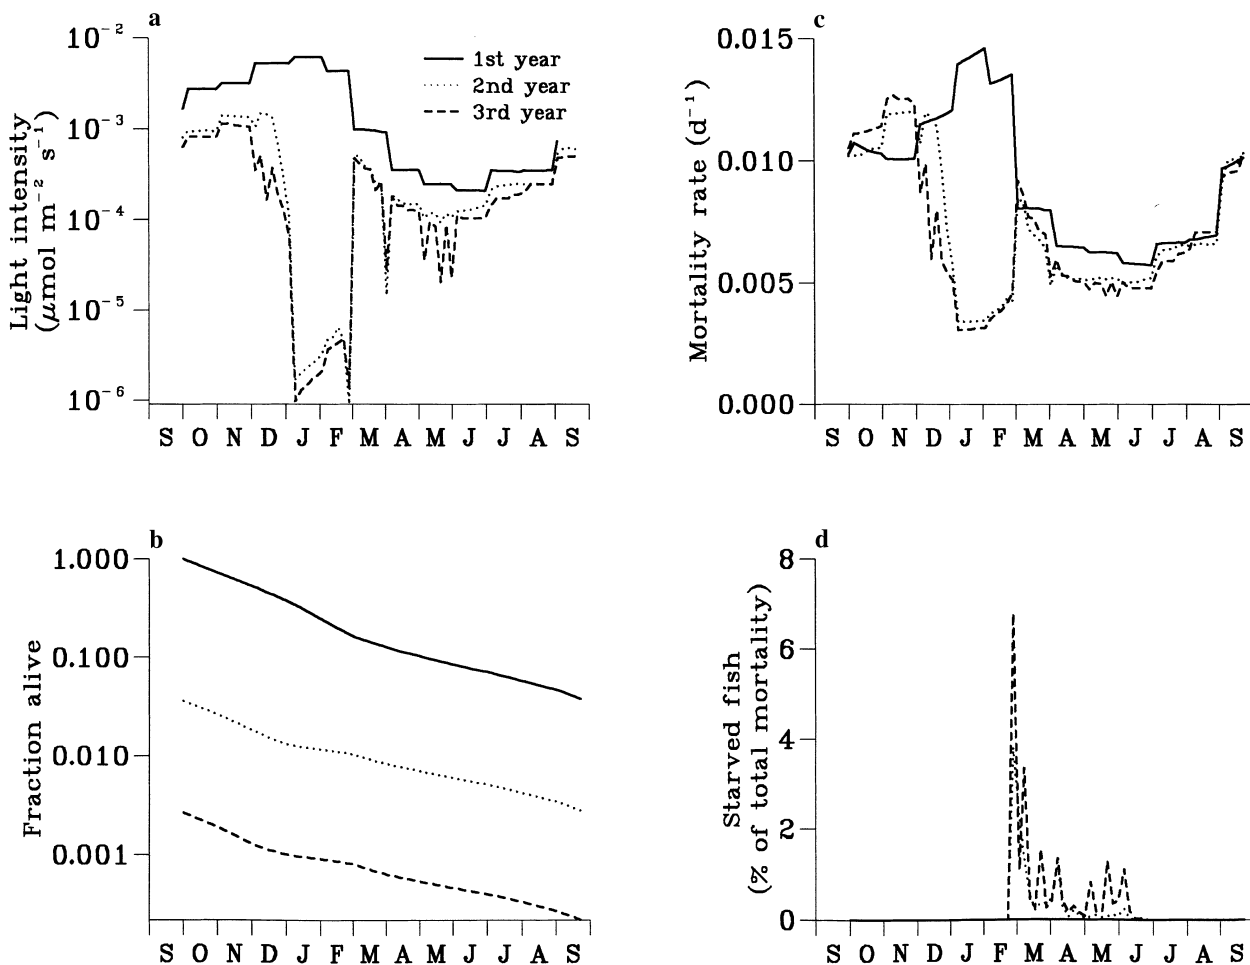 a
10⁻²
10⁻³
10⁻⁴
10⁻⁵
10⁻⁶
Light intensity
(μmol m⁻² s⁻¹)
1st year
2nd year
3rd year
S O N D J F M A M J J A S
c
0.015
0.010
0.005
0.000
Mortality rate (d⁻¹)
S O N D J F M A M J J A S
b
1.000
0.100
0.010
0.001
Fraction alive
S O N D J F M A M J J A S
d
8
6
4
2
0
Starved fish
(% of total mortality)
S O N D J F M A M J J A S